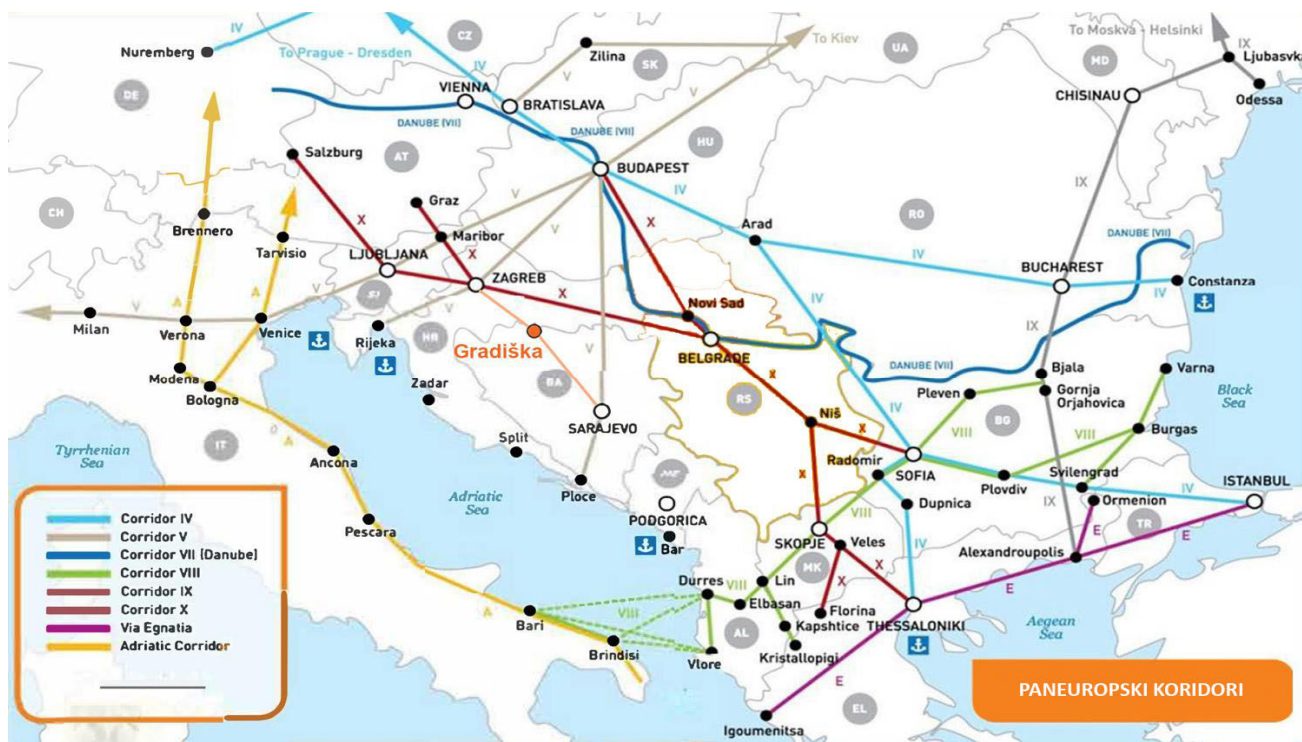 IV
CZ
Nuremberg
To Prague - Dresden
IV
Zilina
To Kiev
UA
To Moskva - Helsinki
IX
MD
Ljubasvka
SK
V
DE
VIENNA
BRATISLAVA
V
CHISINAU
Odessa
DANUBE (VII)
DANUBE (VII)
HU
Salzburg
AT
BUDAPEST
IX
Graz
V
IV
CH
Brennero
X
Maribor
X
V
X
Arad
RO
Tarvisio
LJUBLJANA
X
ZAGREB
IV
DANUBE (VII)
BUCHAREST
Constanza
IV
SI
A
A
V
V
X
Novi Sad
IV
Milan
Verona
Venice
Rijeka
HR
Gradiška
V
BELGRADE
IX
Modena
Bologna
BA
DANUBE (VII)
Bjala
Varna
Zadar
RS
X
Pleven
Gornja
Orjahovica
Black
Sea
IT
A
SARAJEVO
Niš
X
IV
VIII
BG
VIII
Burgas
Tyrrhenian
Sea
Ancona
Split
Radomir
SOFIA
Svilengrad
ISTANBUL
Adriatic
Sea
Ploce
X
Plovdiv
IV
Pescara
PODGORICA
Dupnica
IX
Ormenion
E
TR
Bar
VIII
SKOPJE
Veles
IV
Alexandroupolis
E
MK
X
X
Durres
VIII
Lin
A
VIII
Elbasan
Florina
THESSALONIKI
E
Bari
AL
Kapshtice
Aegean
Sea
Brindisi
Vlore
Kristallopigi
E
E
Igoumenitsa
EL
Corridor IV
Corridor V
Corridor VII (Danube)
Corridor VIII
Corridor IX
Corridor X
Via Egnatia
Adriatic Corridor
PANEUROPSKI KORIDORI